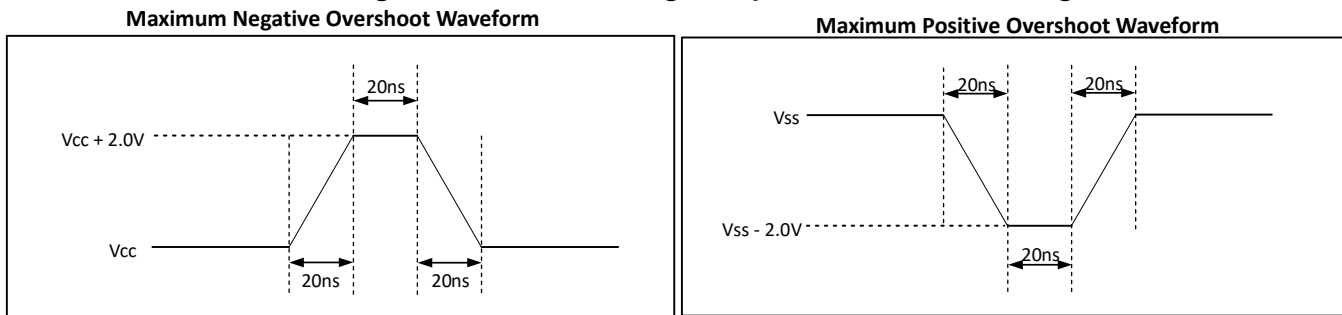 Maximum Negative Overshoot Waveform
20ns
Vcc + 2.0V
Vcc
20ns
20ns
Maximum Positive Overshoot Waveform
20ns
20ns
Vss
Vss - 2.0V
20ns